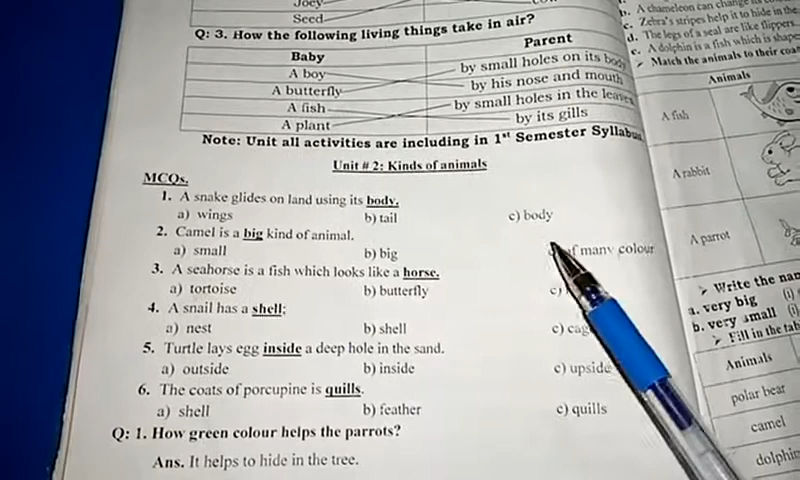 Joey
Seed
Q: 3. How the following living things take in air?
Baby Parent
A boy by small holes on its body
A butterfly by his nose and mouth
A fish by small holes in the leaves
A plant by its gills
Note: Unit all activities are including in 1st Semester Syllabus
Unit # 2: Kinds of animals
MCQs.
1. A snake glides on land using its body.
a) wings b) tail c) body
2. Camel is a big kind of animal.
a) small b) big of many colour
3. A seahorse is a fish which looks like a horse.
a) tortoise b) butterfly c)
4. A snail has a shell;
a) nest b) shell c) cag
5. Turtle lays egg inside a deep hole in the sand.
a) outside b) inside c) upside
6. The coats of porcupine is quills.
a) shell b) feather c) quills
Q: 1. How green colour helps the parrots?
Ans. It helps to hide in the tree.
b. A chameleon can change its
c. Zebra's stripes help it to hide in the
d. The legs of a seal are like flippers
e. A dolphin is a fish which is shape
➢ Match the animals to their coa
Animals
A fish
A rabbit
A parrot
➢ Write the nam
a. very big (i)
b. very small (i)
➢ Fill in the tab
Animals
polar bear
camel
dolphin